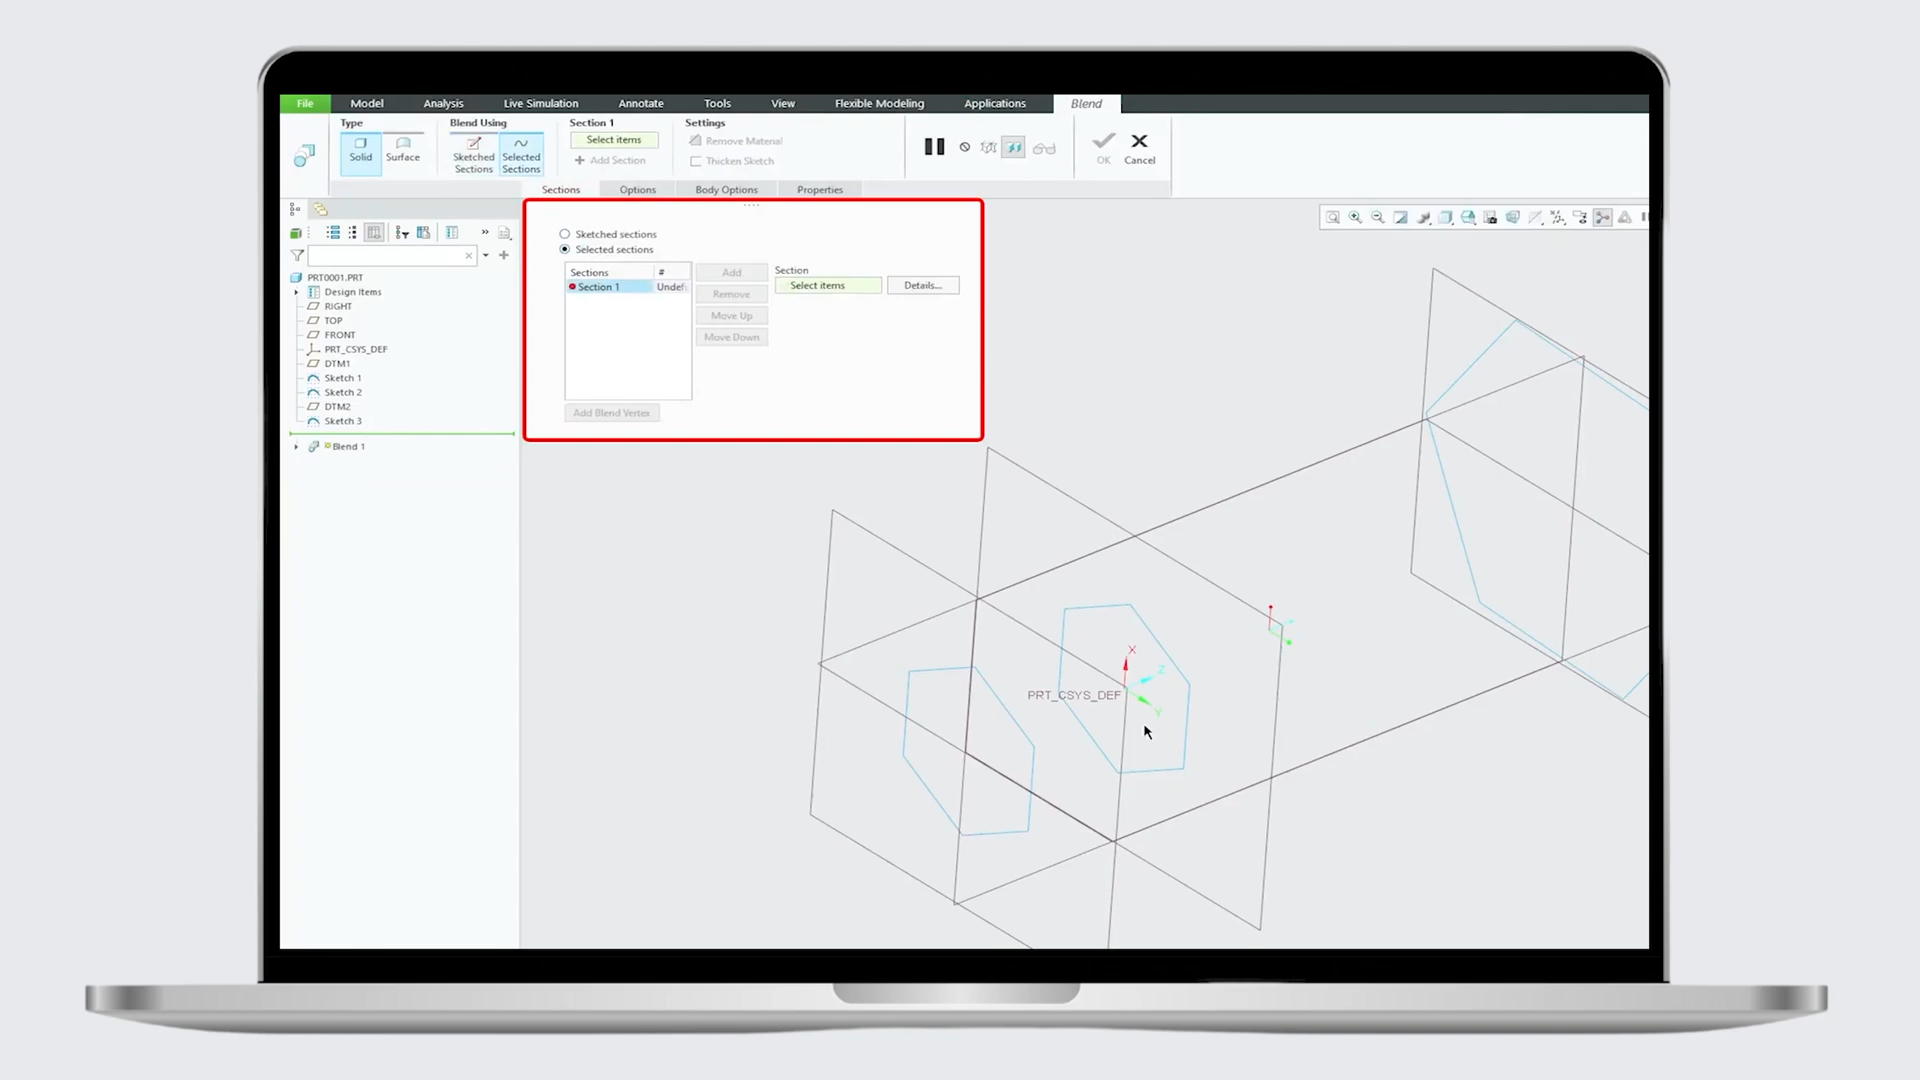 File Model Analysis Live Simulation Annotate Tools View Flexible Modeling Applications Blend
Type Blend Using Section 1 Settings
Select items Remove Material
Solid Surface Sketched Sections Selected Sections Add Section Thicken Sketch OK Cancel
Sections Options Body Options Properties
Sketched sections
Selected sections
Sections # Add Section
Section 1 Undef Select items Details...
Remove
Move Up
Move Down
Add Blend Vertex
PRT0001.PRT
Design Items
RIGHT
TOP
FRONT
PRT_CSYS_DEF
DTM1
Sketch 1
Sketch 2
DTM2
Sketch 3
Blend 1
X
Z
PRT_CSYS_DEF
Y